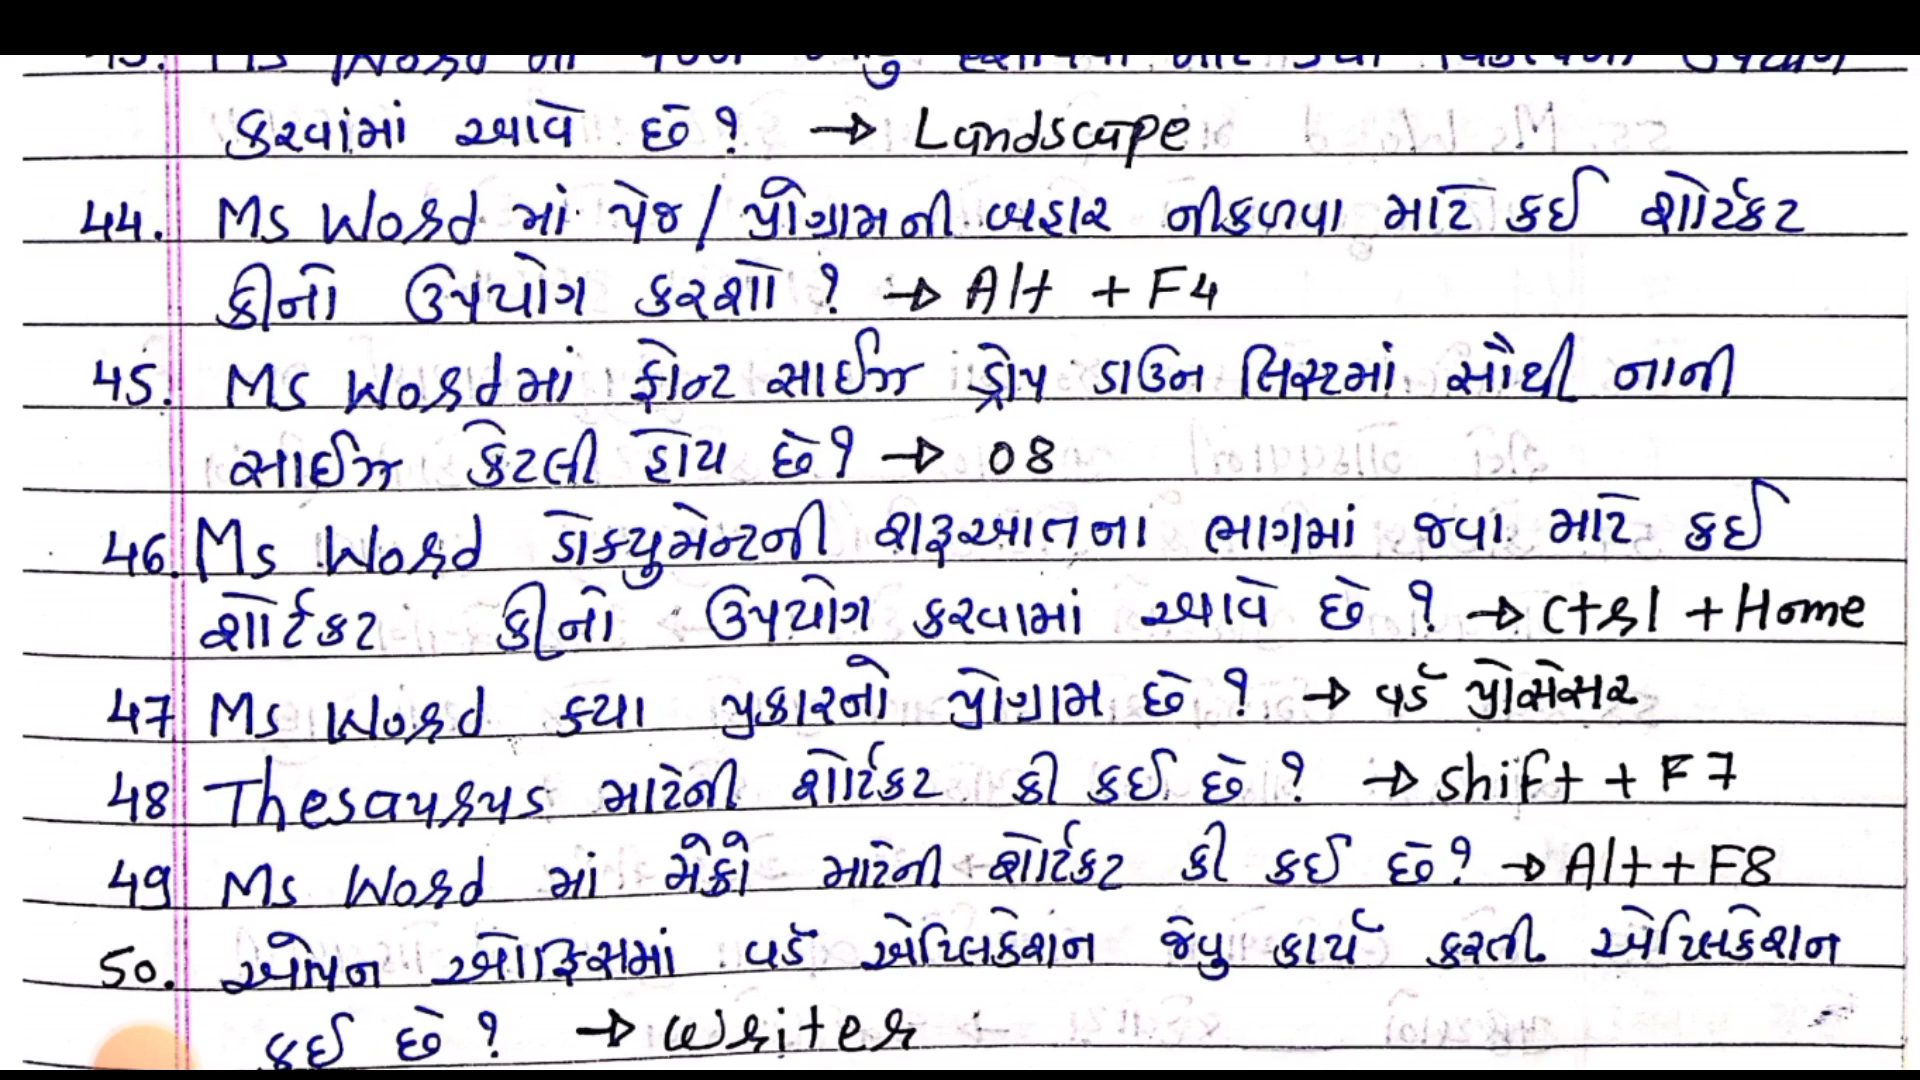 43. Ms Word માં
કરવાંમાં આવે છે? → Landscape
44. Ms Word માં પેજ / પ્રોગ્રામની બહાર નીકળવા માટે કઈ શોર્ટકટ
કીનો ઉપયોગ કરશો? → Alt + F4
45. Ms Wordમાં ફોન્ટ સાઈઝ ડ્રોપ ડાઉન લિસ્ટમાં સૌથી નાની
સાઈઝ કેટલી હોય છે? → 08
46. Ms Word ડોક્યુમેન્ટની શરૂઆતના ભાગમાં જવા માટે કઈ
શોર્ટકટ કીનો ઉપયોગ કરવામાં આવે છે? → Ctrl + Home
47 Ms Word કયા પ્રકારનો પ્રોગ્રામ છે? → વર્ડ પ્રોસેસર
48 Thesaurus માટેની શોર્ટકટ કી કઈ છે? → Shift + F7
49 Ms Word માં મેક્રો માટેની શોર્ટકટ કી કઈ છે? → Alt + F8
50. ઓપન ઓફિસમાં વર્ડ એપ્લિકેશન જેવુ કાર્ય કરતી એપ્લિકેશન
કઈ છે? → Writer